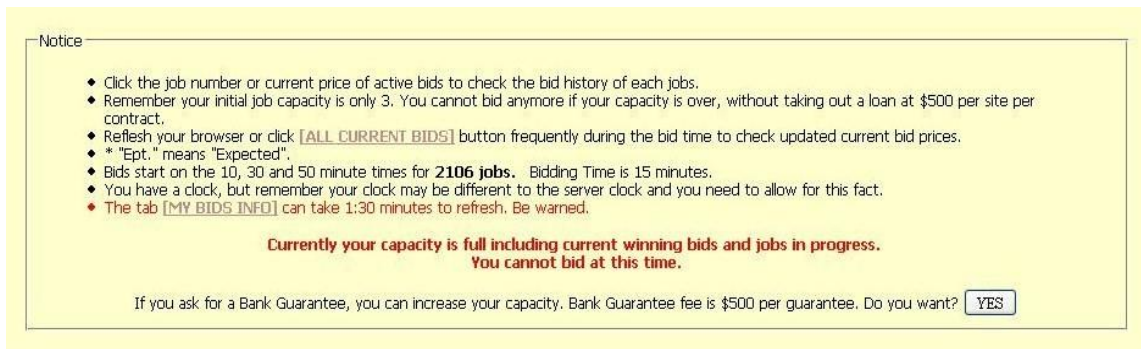 Notice
Click the job number or current price of active bids to check the bid history of each jobs.
Remember your initial job capacity is only 3. You cannot bid anymore if your capacity is over, without taking out a loan at $500 per site per
contract.
Reflesh your browser or click [ALL CURRENT BIDS] button frequently during the bid time to check updated current bid prices.
* "Ept." means "Expected".
Bids start on the 10, 30 and 50 minute times for 2106 jobs. Bidding Time is 15 minutes.
You have a clock, but remember your clock may be different to the server clock and you need to allow for this fact.
The tab [MY BIDS INFO] can take 1:30 minutes to refresh. Be warned.
Currently your capacity is full including current winning bids and jobs in progress.
You cannot bid at this time.
If you ask for a Bank Guarantee, you can increase your capacity. Bank Guarantee fee is $500 per guarantee. Do you want? YES